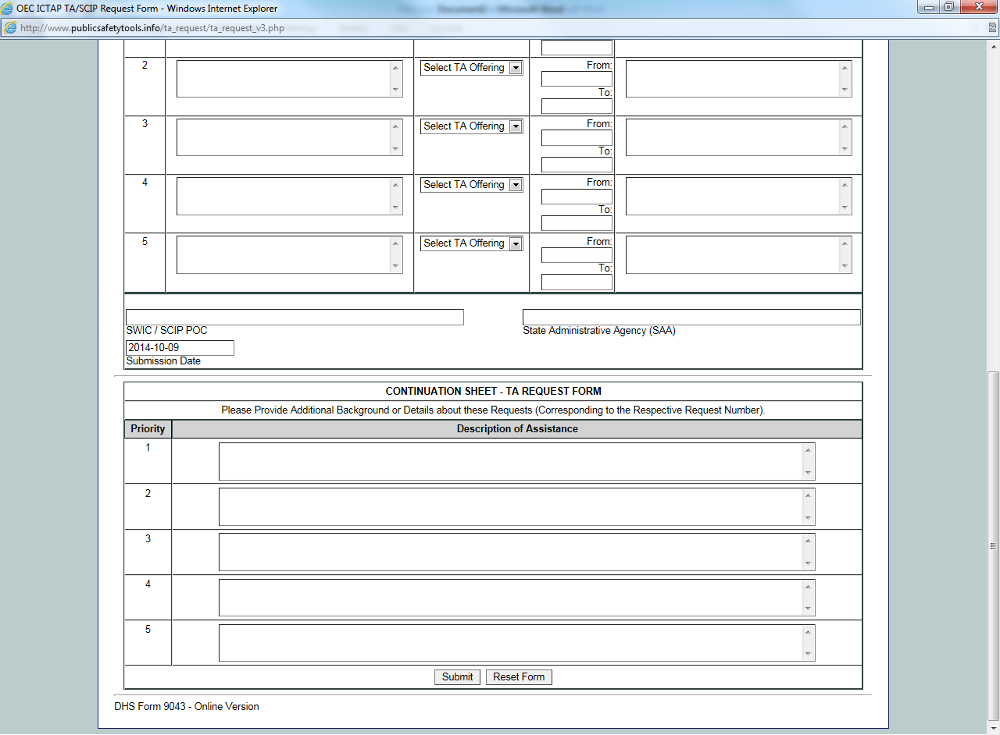 OEC ICTAP TA/SCIP Request Form - Windows Internet Explorer
http://www.publicsafetytools.info/ta_request/ta_request_v3.php
2 Select TA Offering From:
To:
3 Select TA Offering From:
To:
4 Select TA Offering From:
To:
5 Select TA Offering From:
To:
SWIC / SCIP POC State Administrative Agency (SAA)
2014-10-09
Submission Date
CONTINUATION SHEET - TA REQUEST FORM
Please Provide Additional Background or Details about these Requests (Corresponding to the Respective Request Number).
Priority Description of Assistance
1
2
3
4
5
Submit Reset Form
DHS Form 9043 - Online Version